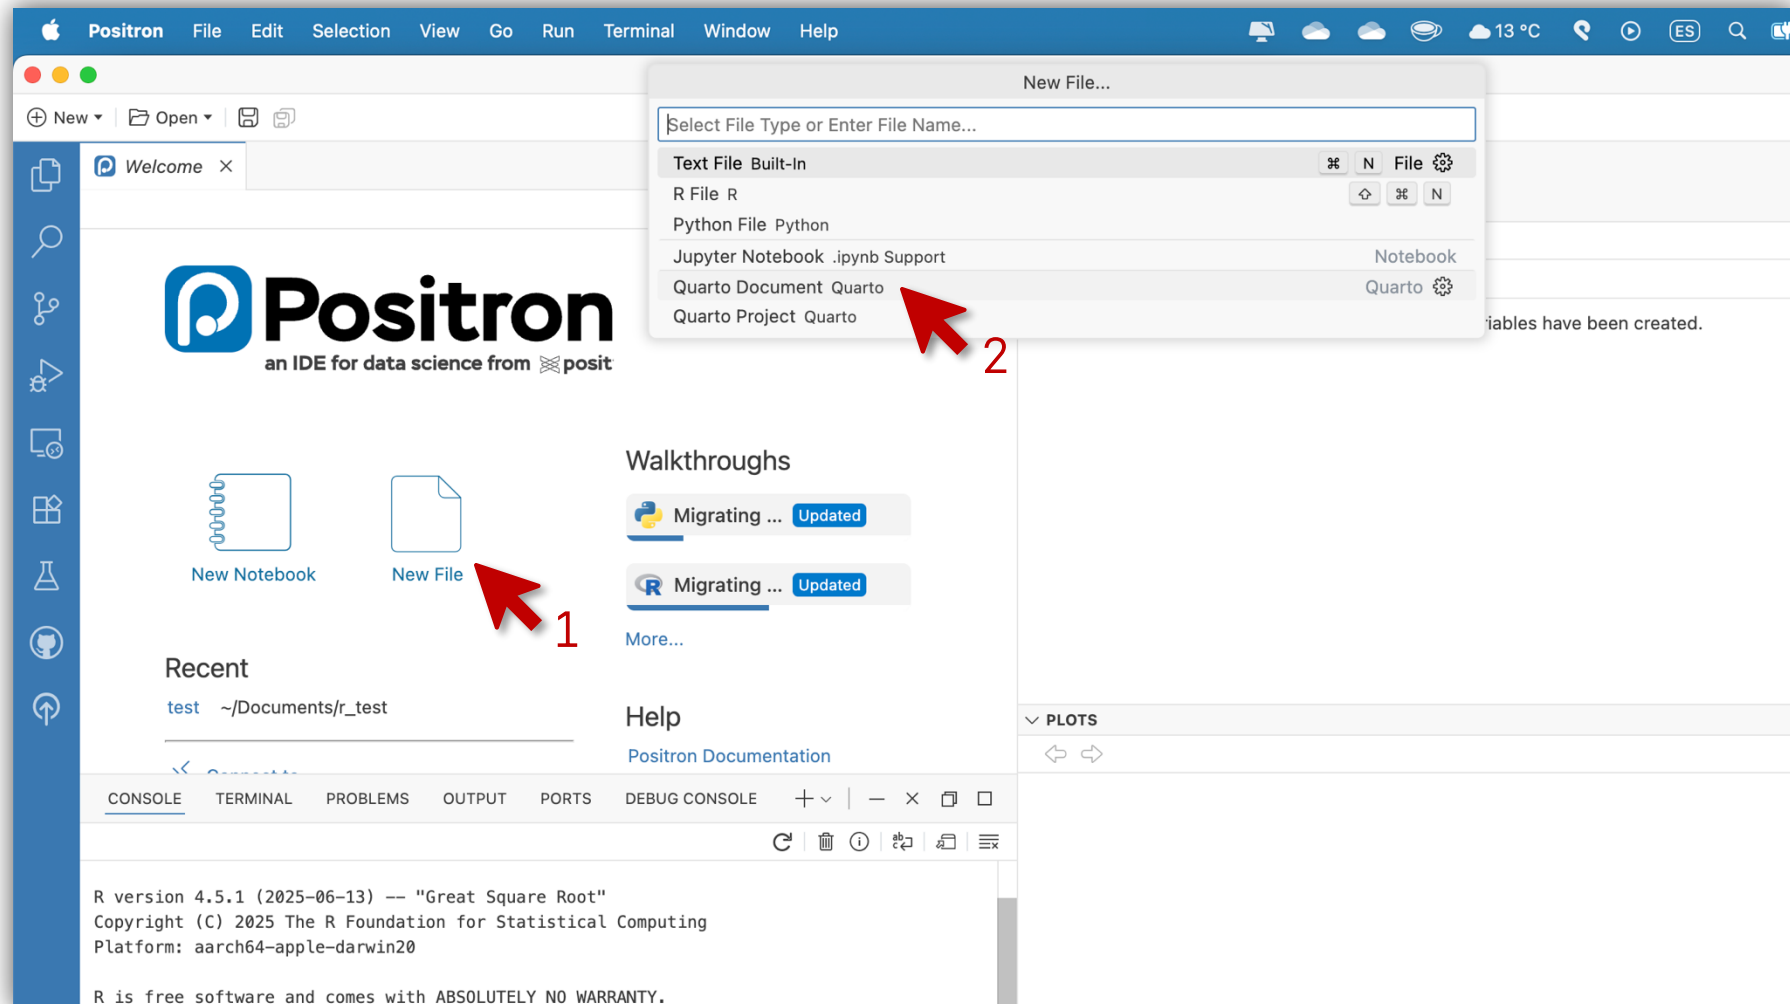 Positron File Edit Selection View Go Run Terminal Window Help 13 °C ES
New Open
Welcome
New File...
Select File Type or Enter File Name...
Text File Built-In ⌘ N File
R File R ⇧ ⌘ N
Python File Python
Jupyter Notebook .ipynb Support Notebook
Quarto Document Quarto Quarto
Quarto Project Quarto
2
iables have been created.
Positron
an IDE for data science from posit
New Notebook
New File
1
Walkthroughs
Migrating ... Updated
Migrating ... Updated
More...
Recent
test ~/Documents/r_test
Help
Positron Documentation
PLOTS
CONSOLE TERMINAL PROBLEMS OUTPUT PORTS DEBUG CONSOLE
R version 4.5.1 (2025-06-13) -- "Great Square Root"
Copyright (C) 2025 The R Foundation for Statistical Computing
Platform: aarch64-apple-darwin20
R is free software and comes with ABSOLUTELY NO WARRANTY.